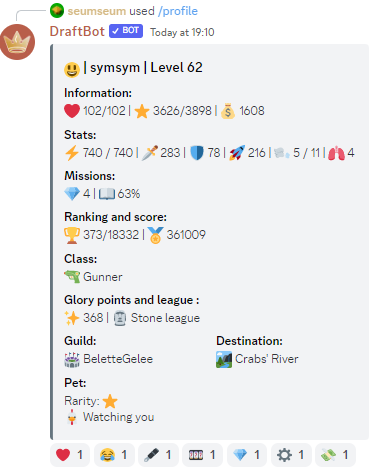 seumseum used /profile
DraftBot ✓ BOT Today at 19:10
😃 | symsym | Level 62
Information:
❤️ 102/102 | ⭐ 3626/3898 | 💰 1608
Stats:
⚡ 740 / 740 | 🗡️ 283 | 🛡️ 78 | 🚀 216 | 🌬️ 5 / 11 | 🫁 4
Missions:
💎 4 | 📖 63%
Ranking and score:
🏆 373/18332 | 🏅 361009
Class:
🔫 Gunner
Glory points and league :
✨ 368 | 🗿 Stone league
Guild:
Destination:
🏟️ BeletteGelee
🏞️ Crabs' River
Pet:
Rarity: ⭐
🐓 Watching you
❤️ 1 😂 1 🖋️ 1 🎞️ 1 💎 1 ⚙️ 1 💸 1